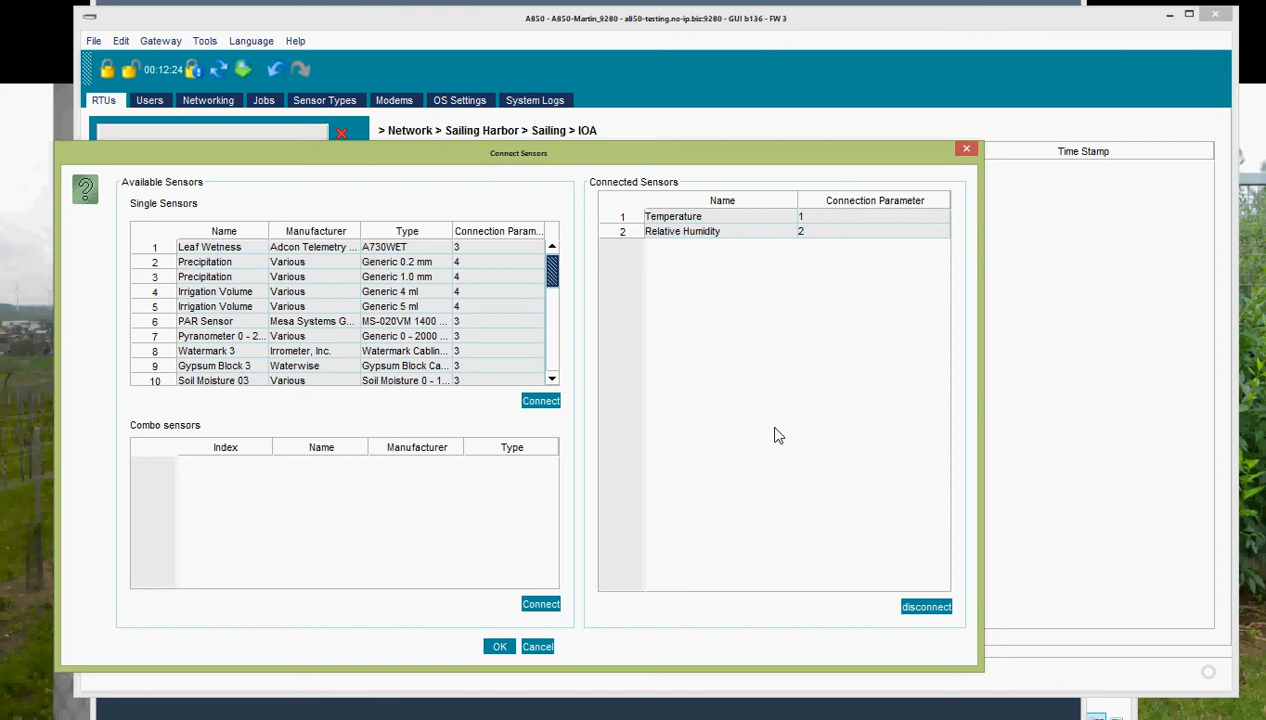 A850 - A850-Martin_9280 - a850-testing.no-ip.biz:9280 - GUI b136 - FW 3
File Edit Gateway Tools Language Help
00:12:24
RTUs Users Networking Jobs Sensor Types Modems OS Settings System Logs
> Network > Sailing Harbor > Sailing > IOA
Connect Sensors
Time Stamp
Available Sensors
Single Sensors
Name Manufacturer Type Connection Param...
1 Leaf Wetness Adcon Telemetry ... A730WET 3
2 Precipitation Various Generic 0.2 mm 4
3 Precipitation Various Generic 1.0 mm 4
4 Irrigation Volume Various Generic 4 ml 4
5 Irrigation Volume Various Generic 5 ml 4
6 PAR Sensor Mesa Systems G... MS-020VM 1400 ... 3
7 Pyranometer 0 - 2... Various Generic 0 - 2000 ... 3
8 Watermark 3 Irrometer, Inc. Watermark Cablin... 3
9 Gypsum Block 3 Waterwise Gypsum Block Ca... 3
10 Soil Moisture 03 Various Soil Moisture 0 - 1... 3
Connect
Combo sensors
Index Name Manufacturer Type
Connect
Connected Sensors
Name Connection Parameter
1 Temperature 1
2 Relative Humidity 2
disconnect
OK Cancel